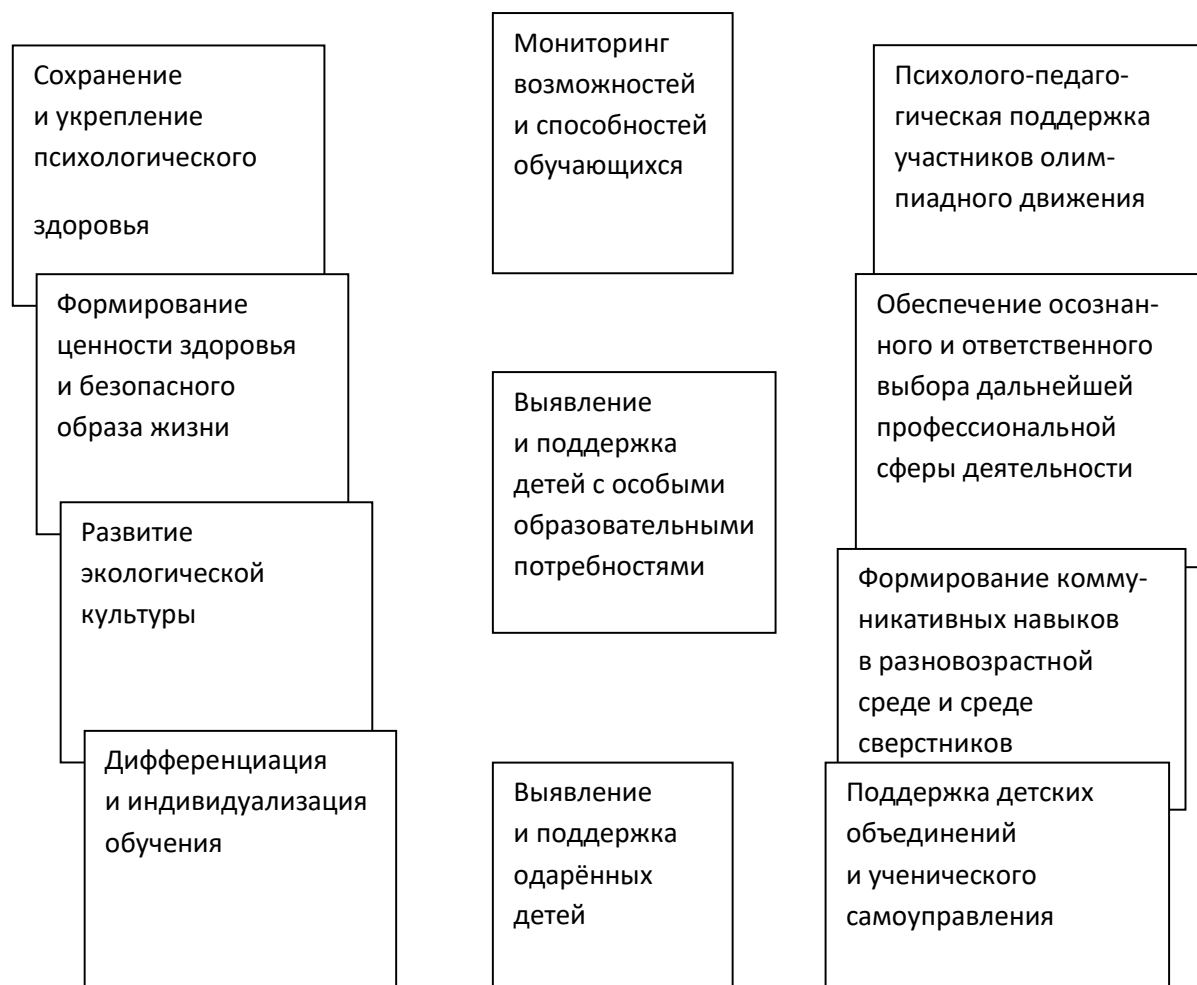 Сохранение
и укрепление
психологического
здоровья
Формирование
ценности здоровья
и безопасного
образа жизни
Развитие
экологической
культуры
Дифференциация
и индивидуализация
обучения
Мониторинг
возможностей
и способностей
обучающихся
Выявление
и поддержка
детей с особыми
образовательными
потребностями
Выявление
и поддержка
одарённых
детей
Психолого-педаго-
гическая поддержка
участников олим-
пиадного движения
Обеспечение осознан-
ного и ответственного
выбора дальнейшей
профессиональной
сферы деятельности
Формирование комму-
никативных навыков
в разновозрастной
среде и среде
сверстников
Поддержка детских
объединений
и ученического
самоуправления